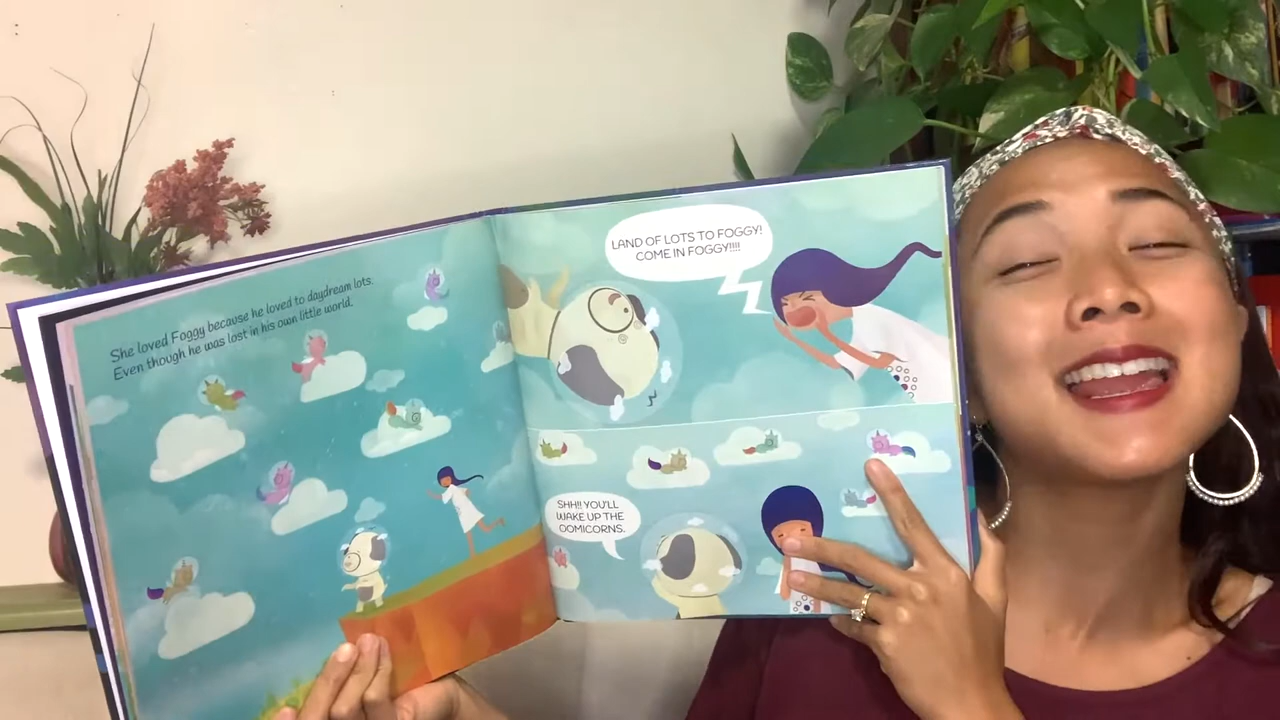 She loved Foggy because he loved to daydream lots.
Even though he was lost in his own little world.
LAND OF LOTS TO FOGGY!
COME IN FOGGY!!!!
SHH!! YOU'LL
WAKE UP THE
OOMICORNS.